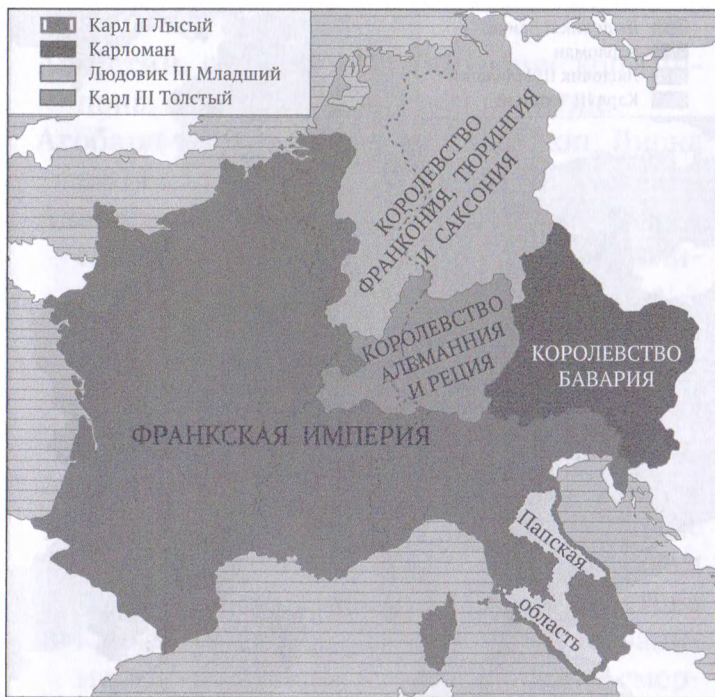 Карл II Лысый
Карломан
Людовик III Младший
Карл III Толстый
КОРОЛЕВСТВО
ФРАНКОНИЯ, ТЮРИНГИЯ
И САКСОНИЯ
КОРОЛЕВСТВО
АЛЕМАННИЯ
И РЕЦИЯ
КОРОЛЕВСТВО
БАВАРИЯ
ФРАНКСКАЯ ИМПЕРИЯ
Папская
область